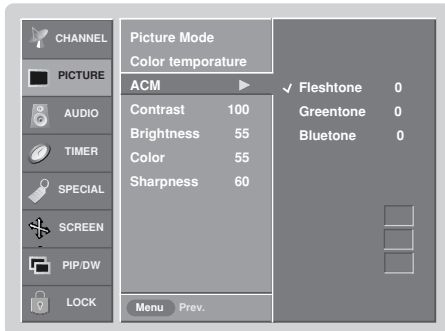 CHANNEL
PICTURE
AUDIO
TIMER
SPECIAL
SCREEN
PIP/DW
LOCK
Picture Mode
Color temporature
ACM
Contrast 100
Brightness 55
Color 55
Sharpness 60
Menu Prev.
Fleshtone 0
Greentone 0
Bluetone 0